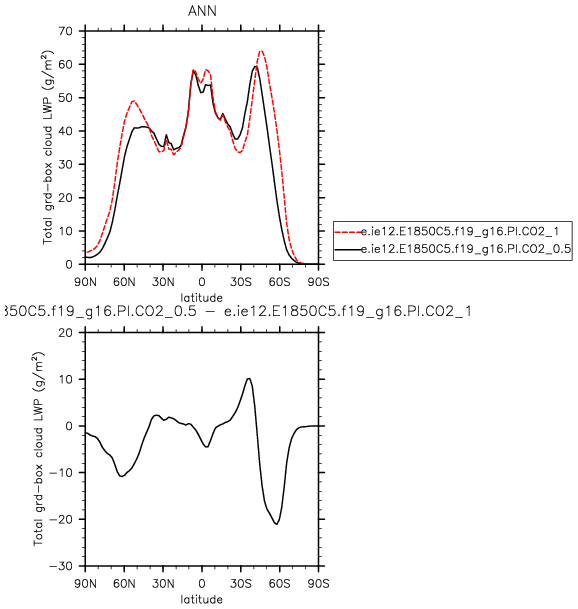 ANN
Total grd-box cloud LWP (g/m²)
70
60
50
40
30
20
10
0
90N 60N 30N 0 30S 60S 90S
latitude
e.ie12.E1850C5.f19_g16.PI.CO2_1
e.ie12.E1850C5.f19_g16.PI.CO2_0.5
350C5.f19_g16.PI.CO2_0.5 - e.ie12.E1850C5.f19_g16.PI.CO2_1
Total grd-box cloud LWP (g/m²)
20
10
0
-10
-20
-30
90N 60N 30N 0 30S 60S 90S
latitude